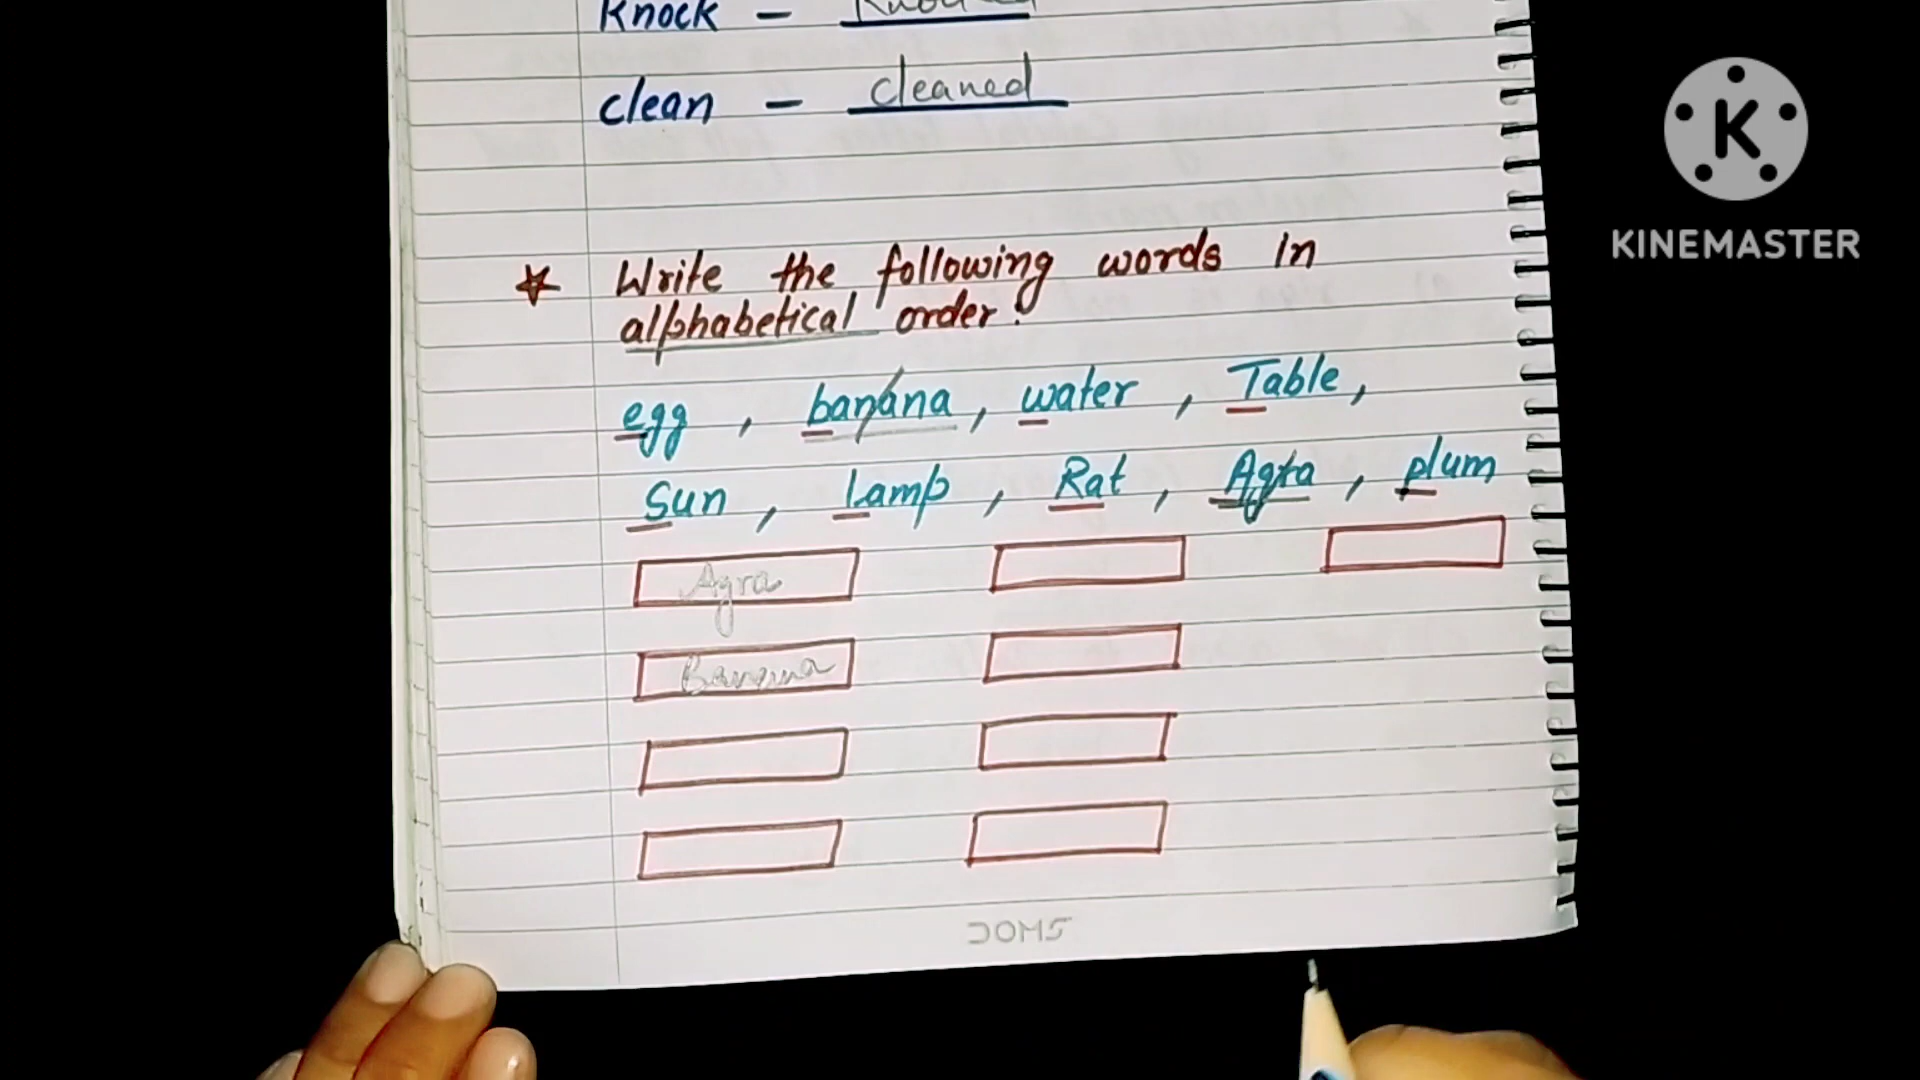 Knock -
clean - cleaned
K
KINEMASTER
Write the following words in
alphabetical order.
egg , banana , water , Table,
Sun , Lamp , Rat , Agra , plum
Agra
Banana
DOMS